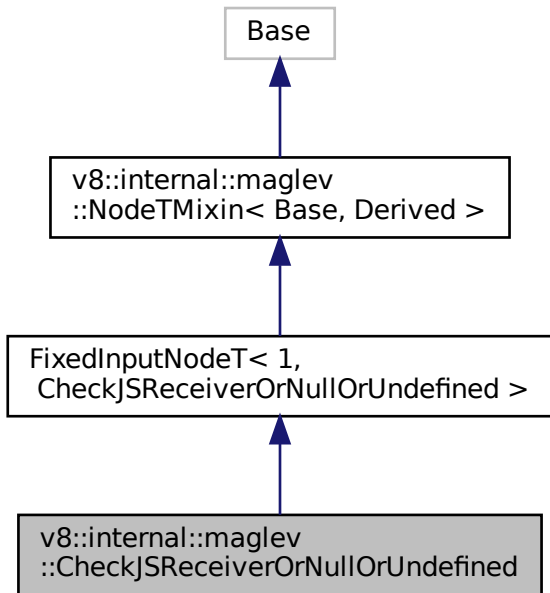 Base
v8::internal::maglev
::NodeTMixin< Base, Derived >
FixedInputNodeT< 1,
CheckJSReceiverOrNullOrUndefined >
v8::internal::maglev
::CheckJSReceiverOrNullOrUndefined